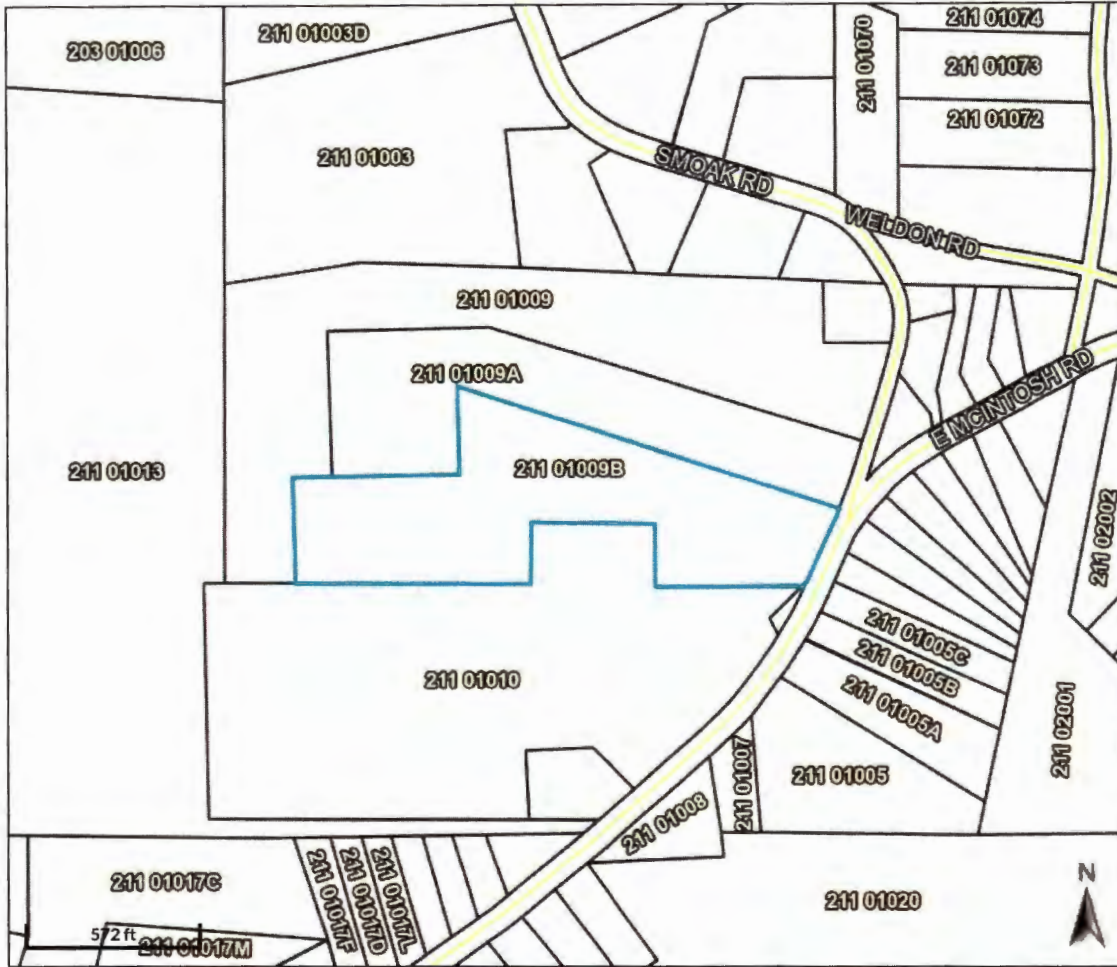 203 01006
211 01003D
211 01070
211 01074
211 01073
211 01072
211 01003
SMOAK RD
WELDON RD
211 01009
211 01009A
E MCINTOSH RD
211 01013
211 01009B
211 02002
211 01005C
211 01005B
211 01005A
211 01010
211 02001
211 01007
211 01005
211 01008
211 01017C
211 01017F
211 01017D
211 01017L
211 01020
N
572 ft
211 01017M